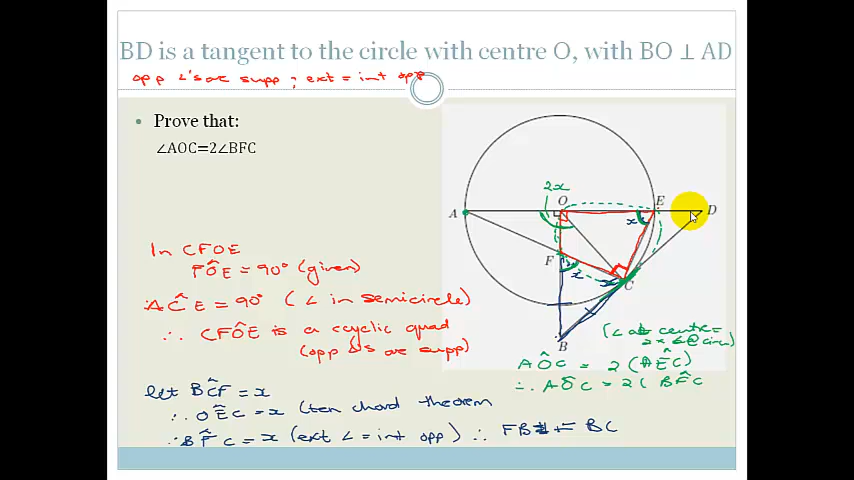 BD is a tangent to the circle with centre O, with BO ⊥ AD
opp ∠'s are supp ; ext = int opp
• Prove that:
∠AOC=2∠BFC
In CFOE
FÔE = 90° (given)
AĈE = 90° (∠ in semicircle)
∴ CFOE is a cyclic quad
(opp ∠s are supp)
let BĈF = x
∴ OÊC = x (tan chord theorem
∴ BF̂C = x (ext ∠ = int opp) ∴ FB = BC
2x
A
O
E
D
x
F
x
C
B
(∠ at centre =
2 x ∠ @ circ)
AÔC = 2 (AÊC)
∴ AÔC = 2( BF̂C